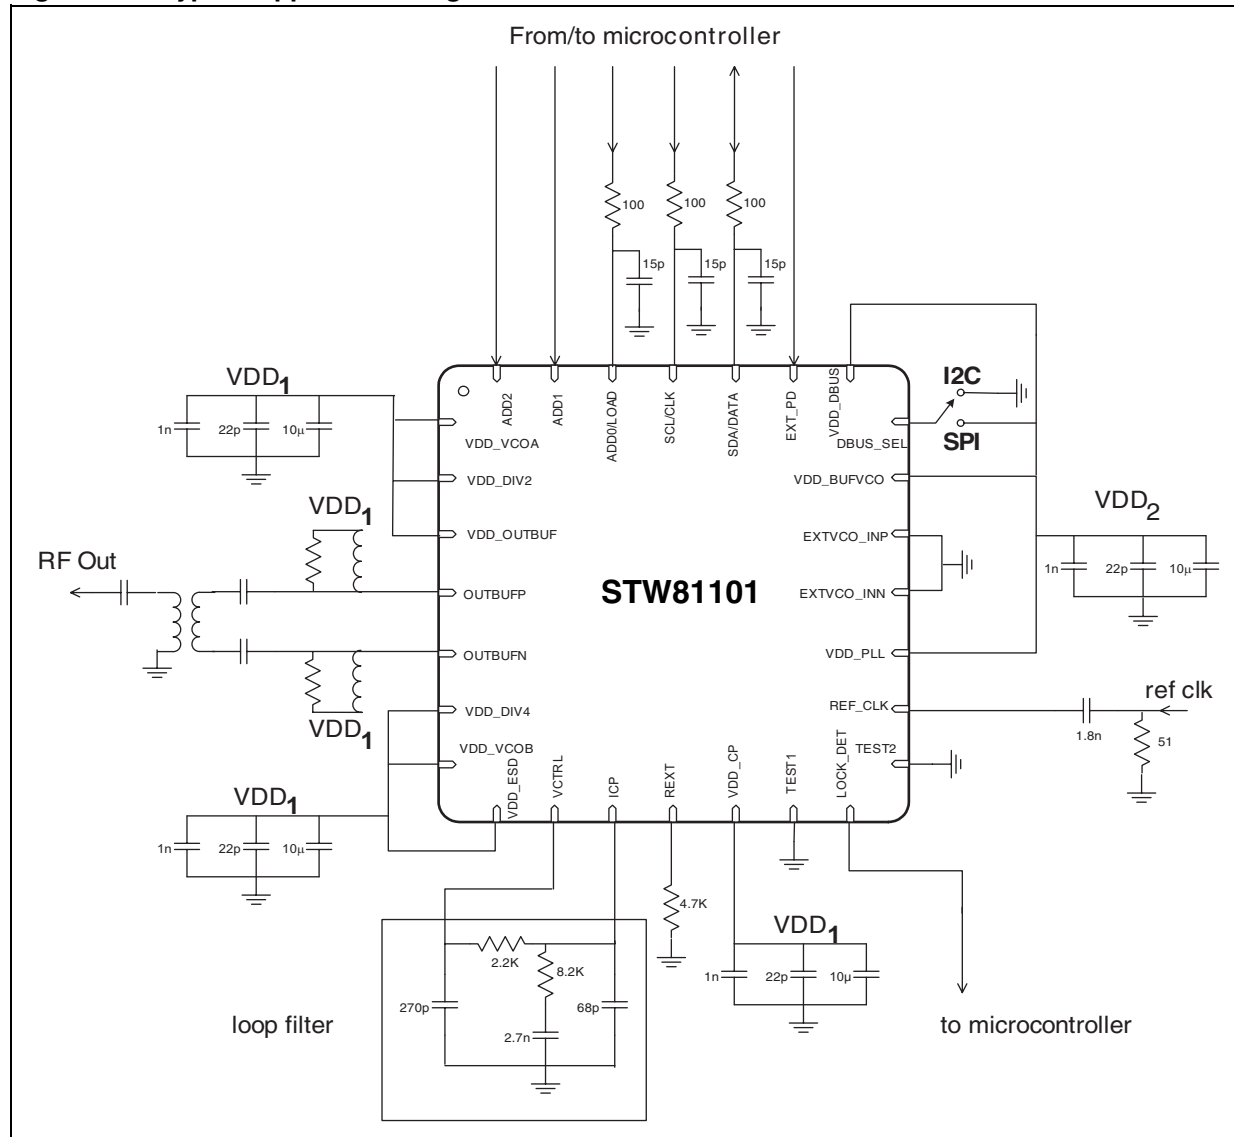 From/to microcontroller
100
100
100
15p
15p
15p
VDD1
1n
22p
10µ
ADD2
ADD1
ADD0/LOAD
SCL/CLK
SDA/DATA
EXT_PD
VDD_DBUS
I2C
SPI
VDD_VCOA
DBUS_SEL
VDD_DIV2
VDD_BUFVCO
VDD1
VDD2
VDD_OUTBUF
EXTVCO_INP
RF Out
1n
22p
10µ
STW81101
OUTBUFP
EXTVCO_INN
OUTBUFN
VDD_PLL
VDD1
VDD_DIV4
REF_CLK
ref clk
1.8n
51
VDD_VCOB
TEST2
VDD_ESD
VCTRL
ICP
REXT
VDD_CP
TEST1
LOCK_DET
VDD1
1n
22p
10µ
4.7K
VDD1
2.2K
8.2K
1n
22p
10µ
270p
68p
2.7n
loop filter
to microcontroller